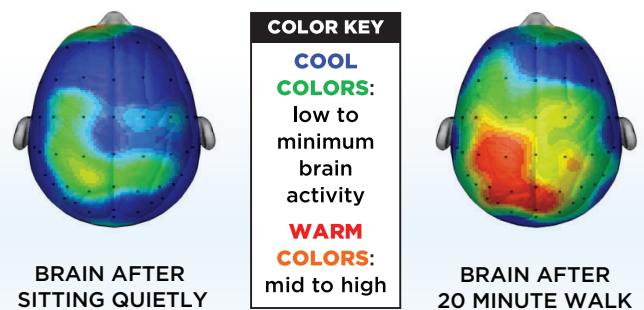 COLOR KEY
COOL
COLORS:
low to
minimum
brain
activity
WARM
COLORS:
mid to high
BRAIN AFTER
SITTING QUIETLY
BRAIN AFTER
20 MINUTE WALK